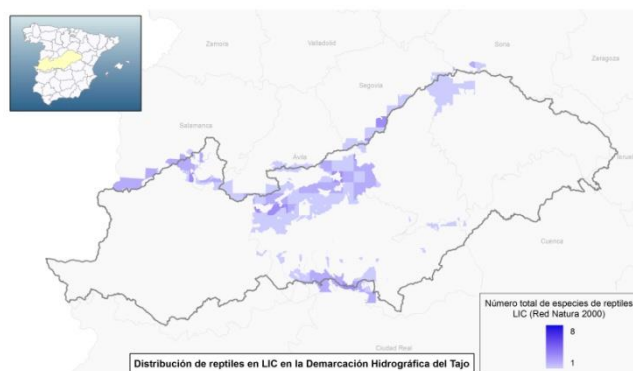 Zamora
Valladolid
Soria
Zaragoza
Segovia
Salamanca
Ávila
Cuenca
Ciudad Real
Número total de especies de reptiles
LIC (Red Natura 2000)
8
1
Distribución de reptiles en LIC en la Demarcación Hidrográfica del Tajo